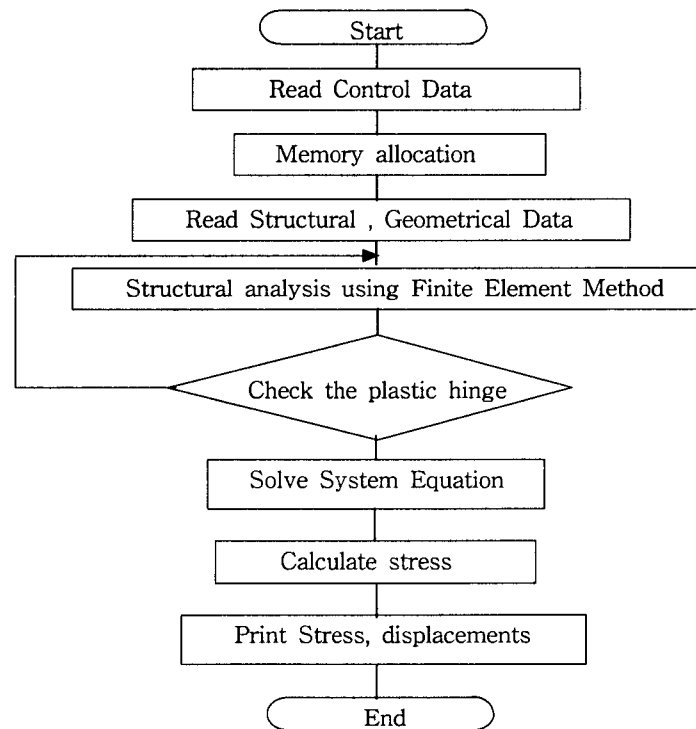 Start
Read Control Data
Memory allocation
Read Structural , Geometrical Data
Structural analysis using Finite Element Method
Check the plastic hinge
Solve System Equation
Calculate stress
Print Stress, displacements
End